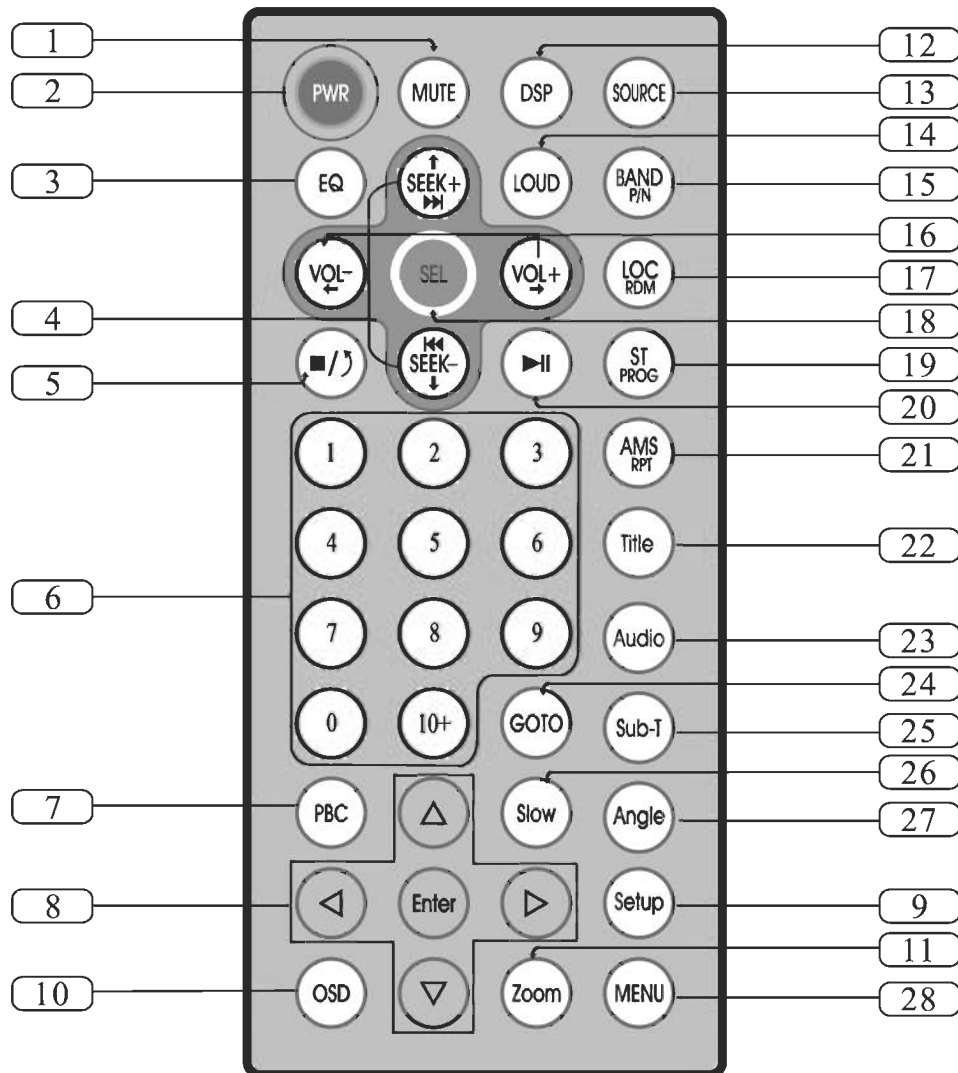 1
12
2
PWR
MUTE
DSP
SOURCE
13
14
3
EQ
SEEK+
LOUD
BAND
P/N
15
16
VOL-
SEL
VOL+
LOC
RDM
17
4
18
SEEK-
ST
PROG
19
5
20
1
2
3
AMS
RPT
21
4
5
6
Title
22
6
7
8
9
Audio
23
24
0
10+
GOTO
Sub-T
25
26
7
PBC
Slow
Angle
27
8
Enter
Setup
9
11
10
OSD
Zoom
MENU
28